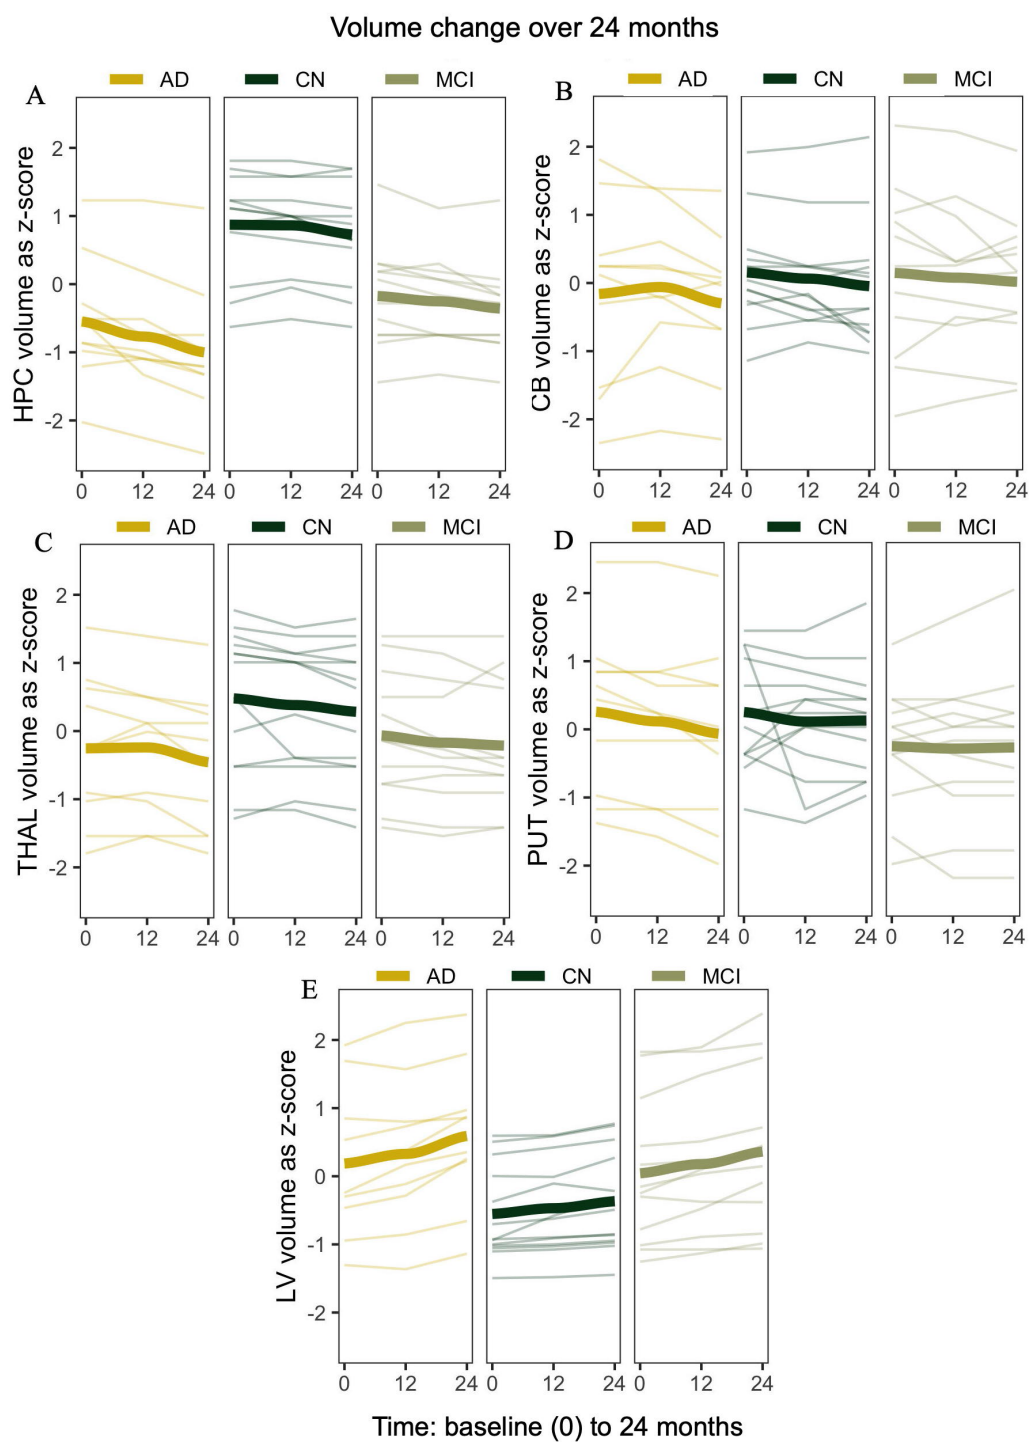 Volume change over 24 months
A
AD CN MCI
HPC volume as z-score
2
1
0
-1
-2
0 12 24 0 12 24 0 12 24
B
AD CN MCI
CB volume as z-score
2
1
0
-1
-2
0 12 24 0 12 24 0 12 24
C
AD CN MCI
THAL volume as z-score
2
1
0
-1
-2
0 12 24 0 12 24 0 12 24
D
AD CN MCI
PUT volume as z-score
2
1
0
-1
-2
0 12 24 0 12 24 0 12 24
E
AD CN MCI
LV volume as z-score
2
1
0
-1
-2
0 12 24 0 12 24 0 12 24
Time: baseline (0) to 24 months